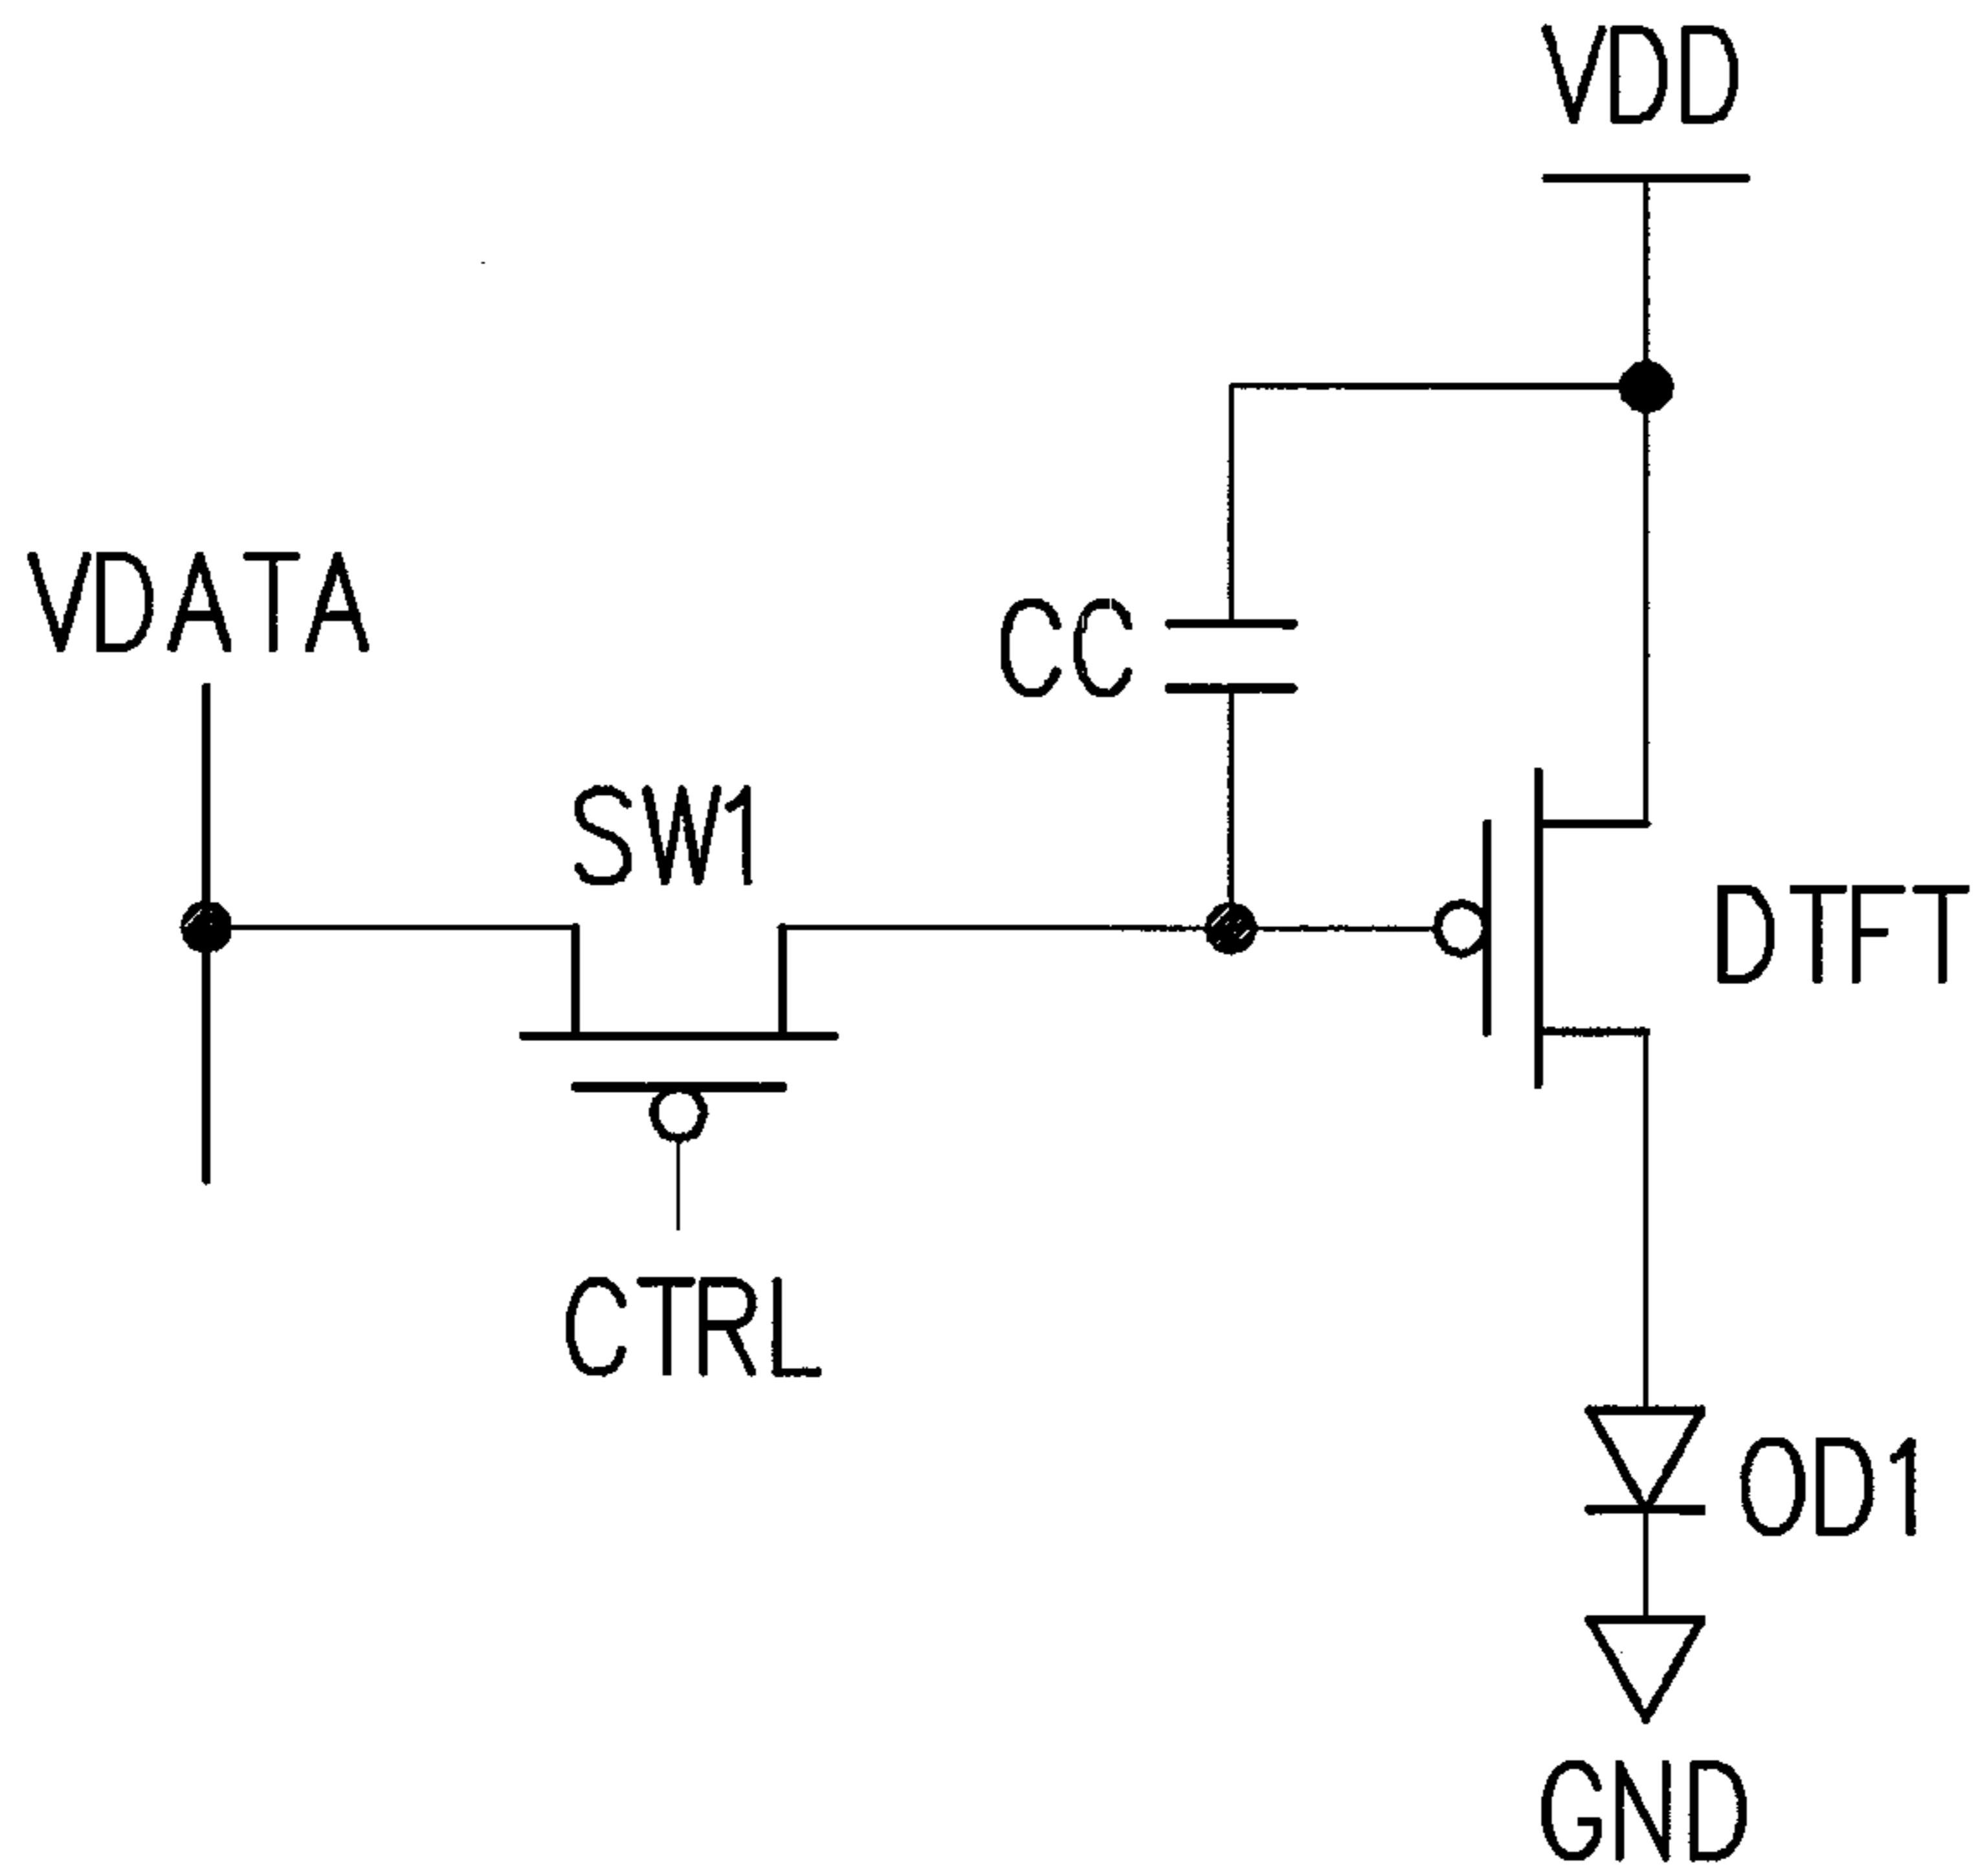 VDD
VDATA
CC
SW1
DTFT
CTRL
OD1
GND